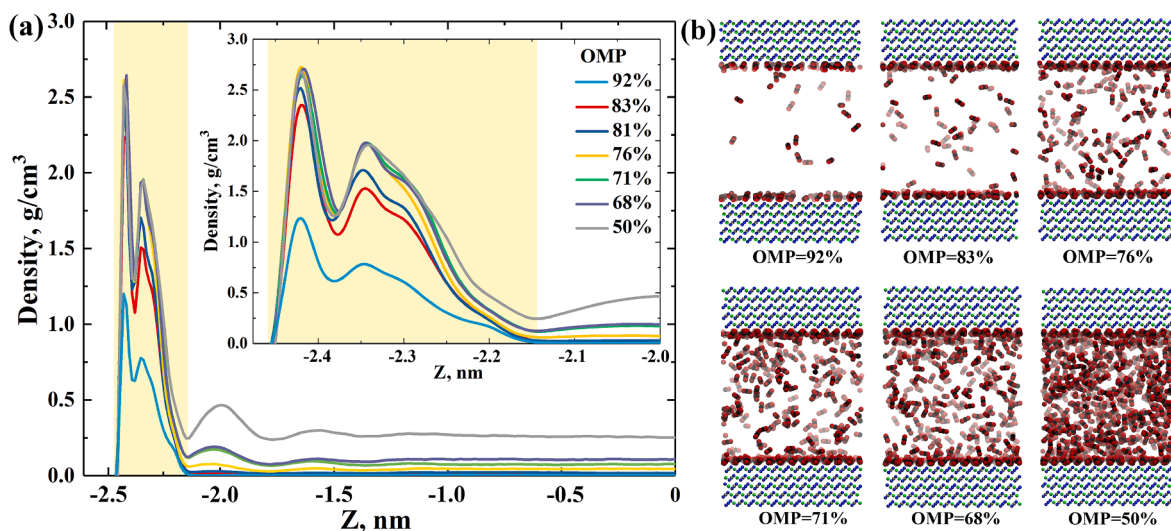 (a)
3.0
2.5
2.0
1.5
1.0
0.5
0.0
Density, g/cm³
-2.5 -2.0 -1.5 -1.0 -0.5 0
Z, nm
3.0
2.5
2.0
1.5
1.0
0.5
0.0
Density, g/cm³
-2.4 -2.3 -2.2 -2.1 -2.0
Z, nm
OMP
92%
83%
81%
76%
71%
68%
50%
(b)
OMP=92% OMP=83% OMP=76%
OMP=71% OMP=68% OMP=50%